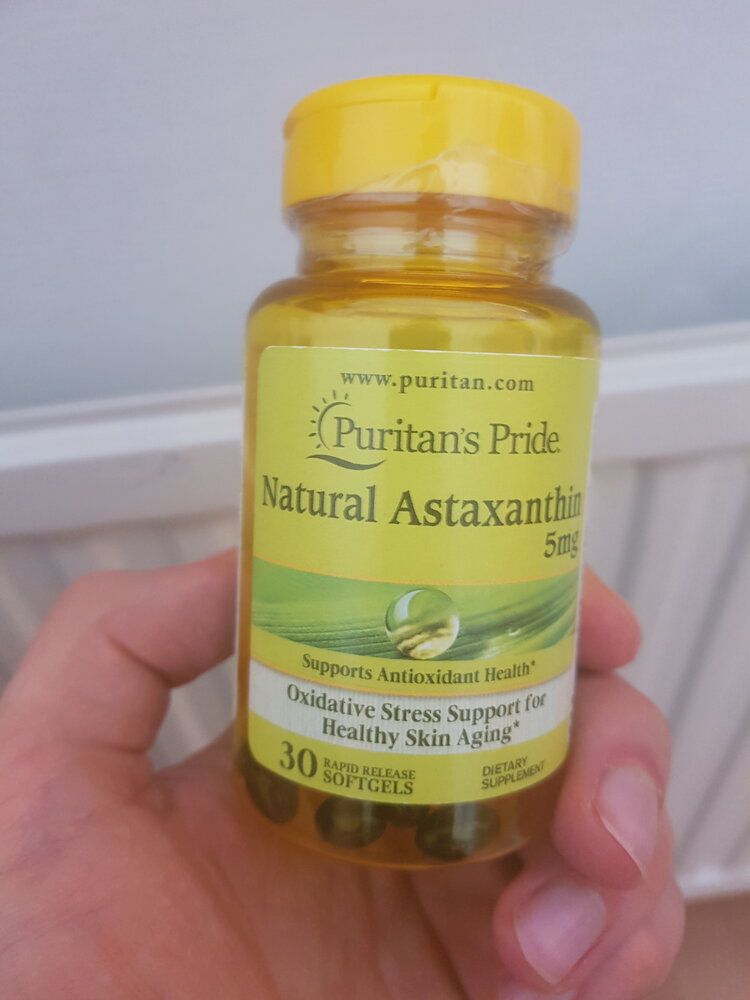 www.puritan.com
Puritan's Pride®
Natural Astaxanthin
5mg
Supports Antioxidant Health*
Oxidative Stress Support for
Healthy Skin Aging*
30 RAPID RELEASE
SOFTGELS
DIETARY
SUPPLEMENT